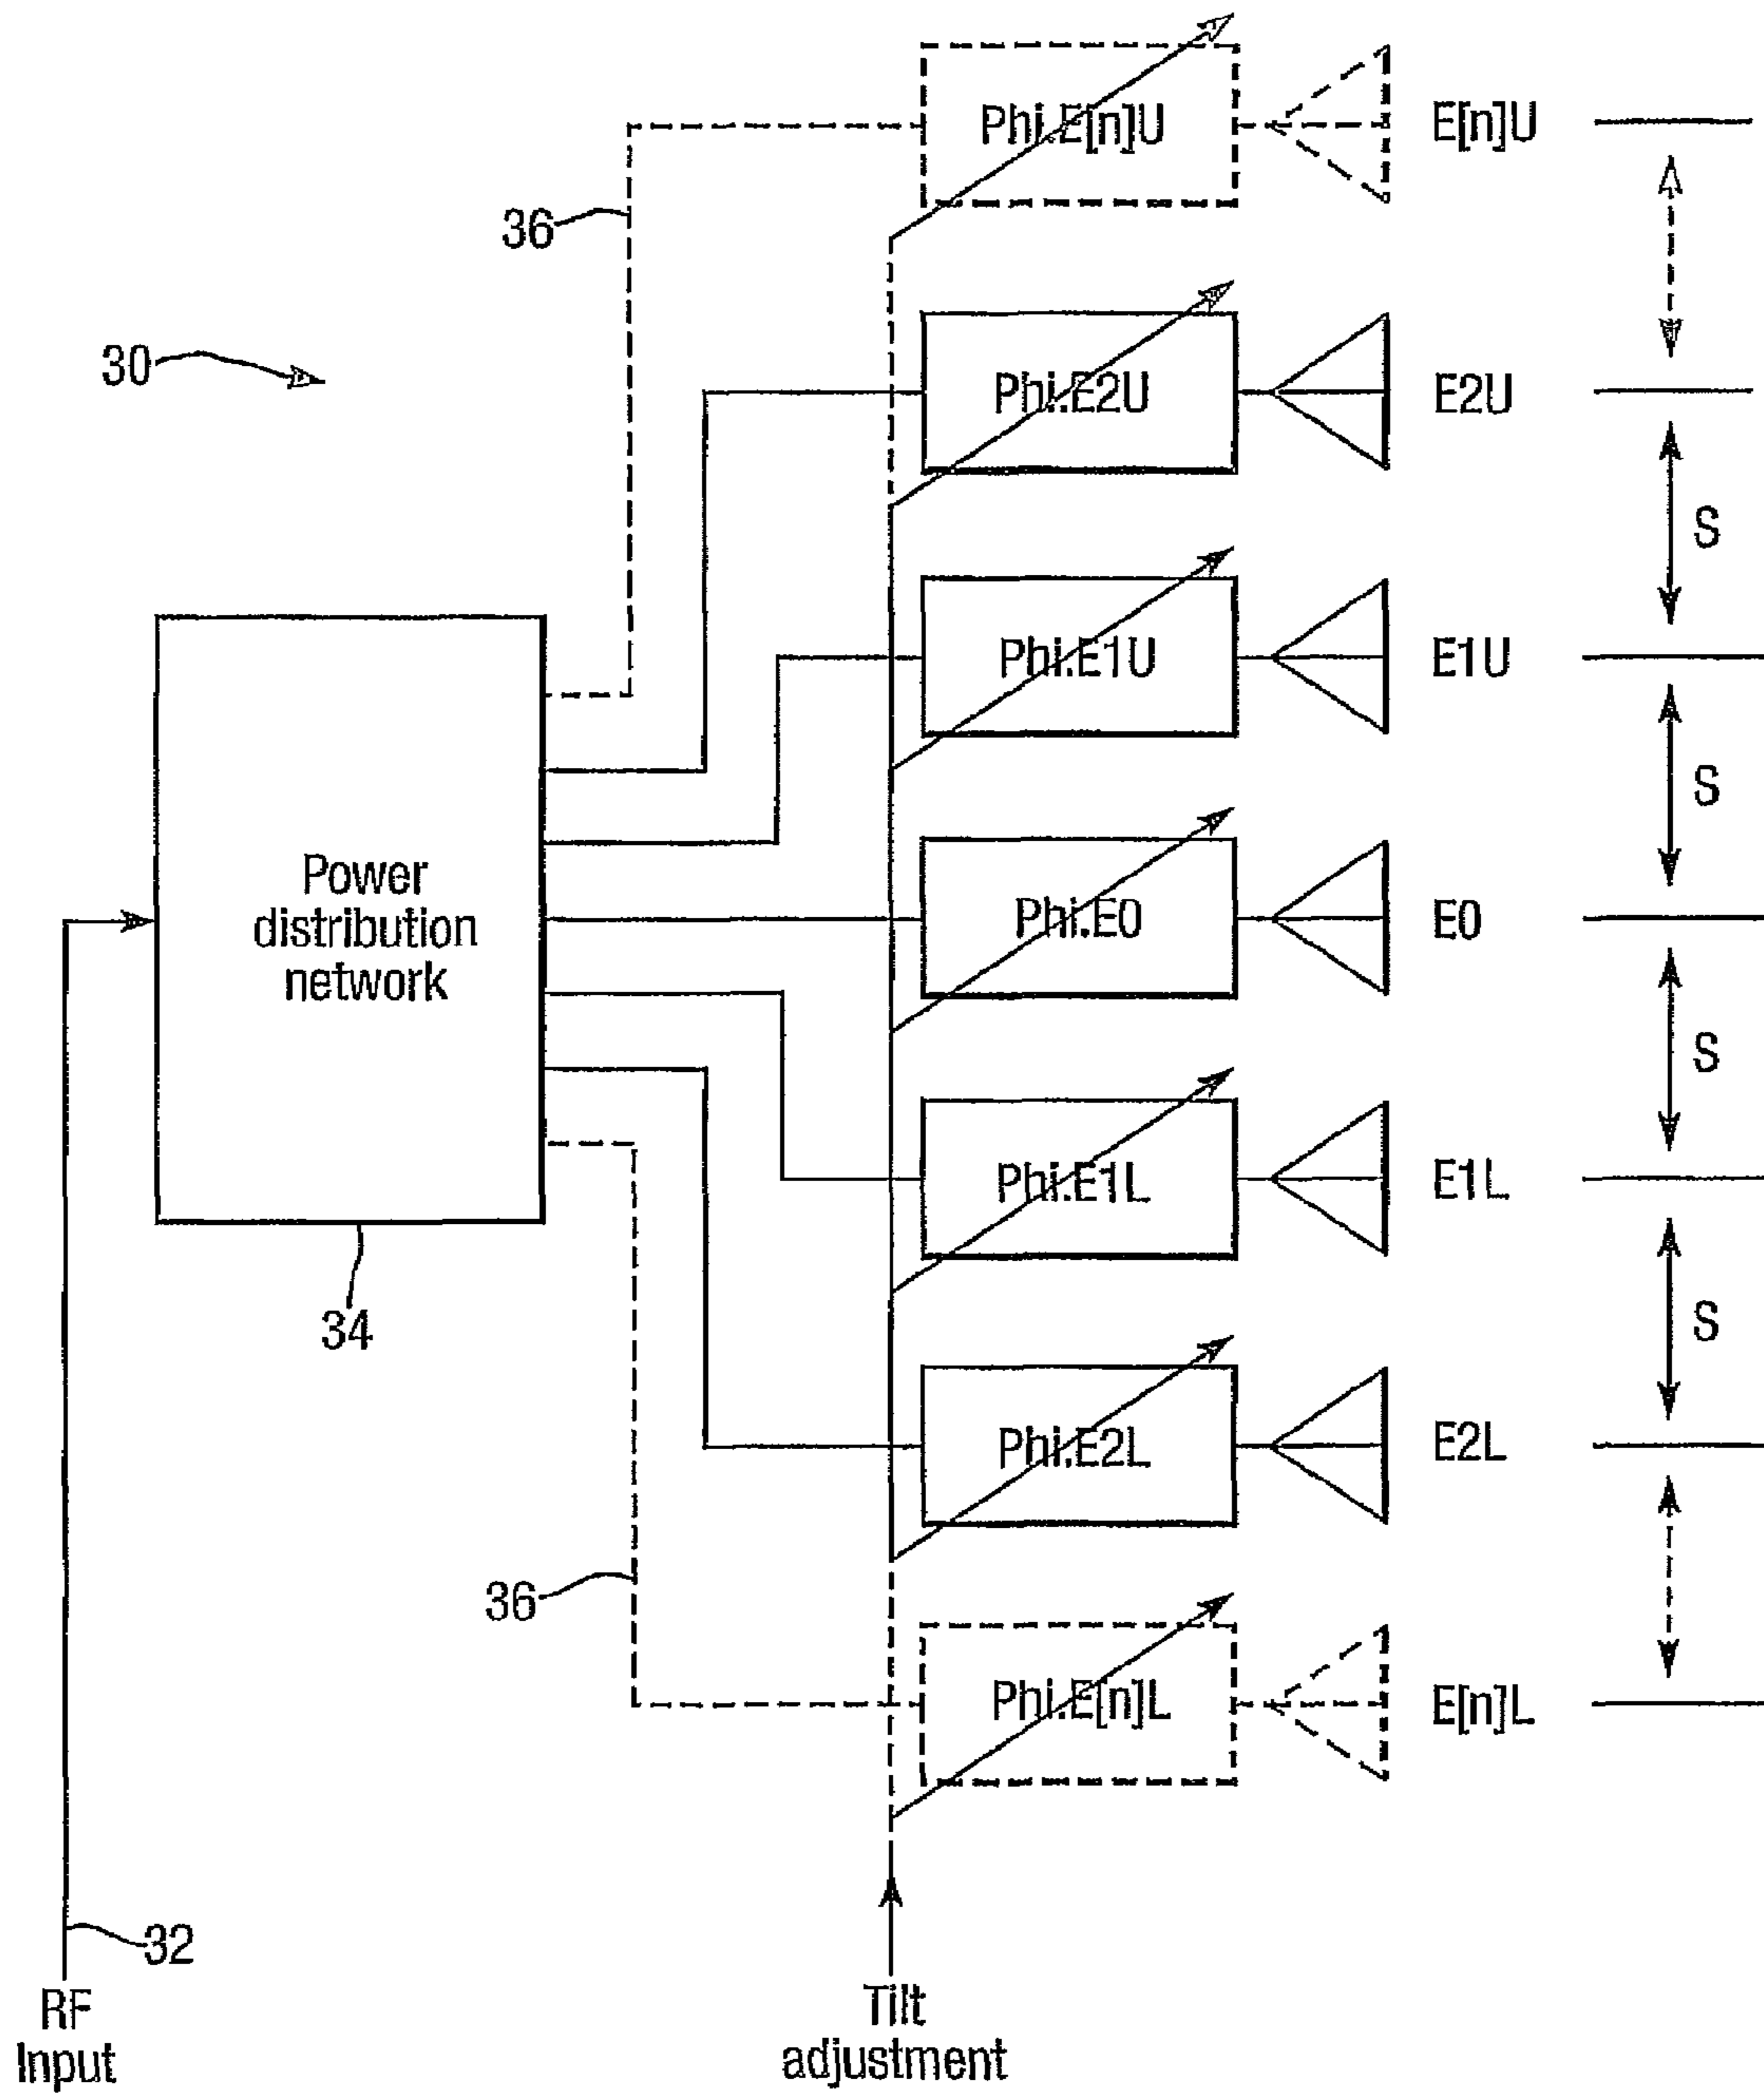 Phi.E[n]U
E[n]U
36
30
Phi.E2U
E2U
S
Phi.E1U
E1U
S
Power
distribution
network
Phi.E0
E0
S
Phi.E1L
E1L
34
S
Phi.E2L
E2L
36
Phi.E[n]L
E[n]L
32
RF
Input
Tilt
adjustment